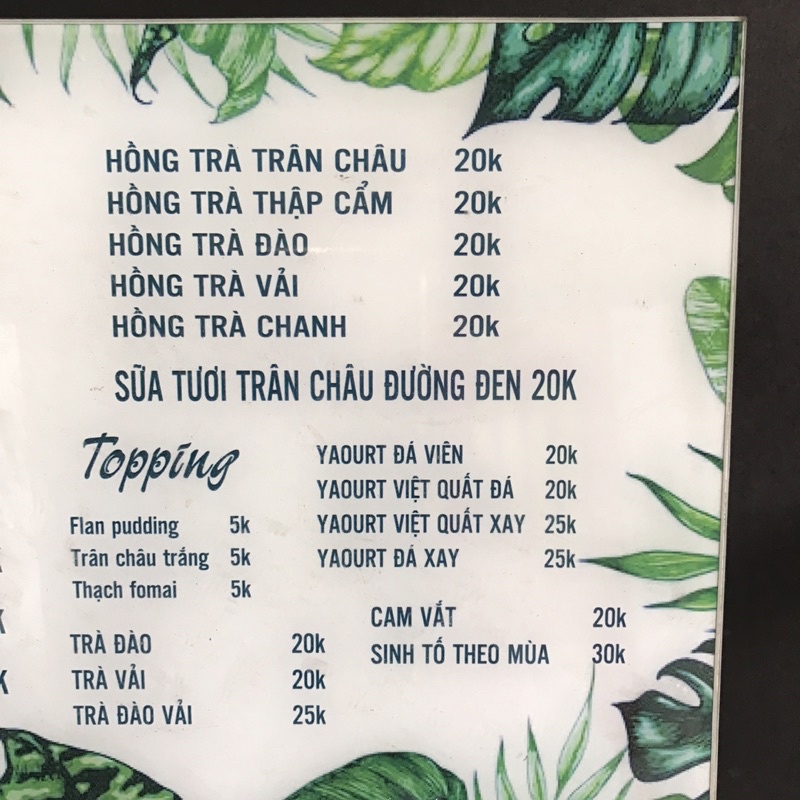 HỒNG TRÀ TRÂN CHÂU 20k
HỒNG TRÀ THẬP CẨM 20k
HỒNG TRÀ ĐÀO 20k
HỒNG TRÀ VẢI 20k
HỒNG TRÀ CHANH 20k
SỮA TƯƠI TRÂN CHÂU ĐƯỜNG ĐEN 20K
Topping
Flan pudding 5k
Trân châu trắng 5k
Thạch fomai 5k
TRÀ ĐÀO 20k
TRÀ VẢI 20k
TRÀ ĐÀO VẢI 25k
YAOURT ĐÁ VIÊN 20k
YAOURT VIỆT QUẤT ĐÁ 20k
YAOURT VIỆT QUẤT XAY 25k
YAOURT ĐÁ XAY 25k
CAM VẮT 20k
SINH TỐ THEO MÙA 30k